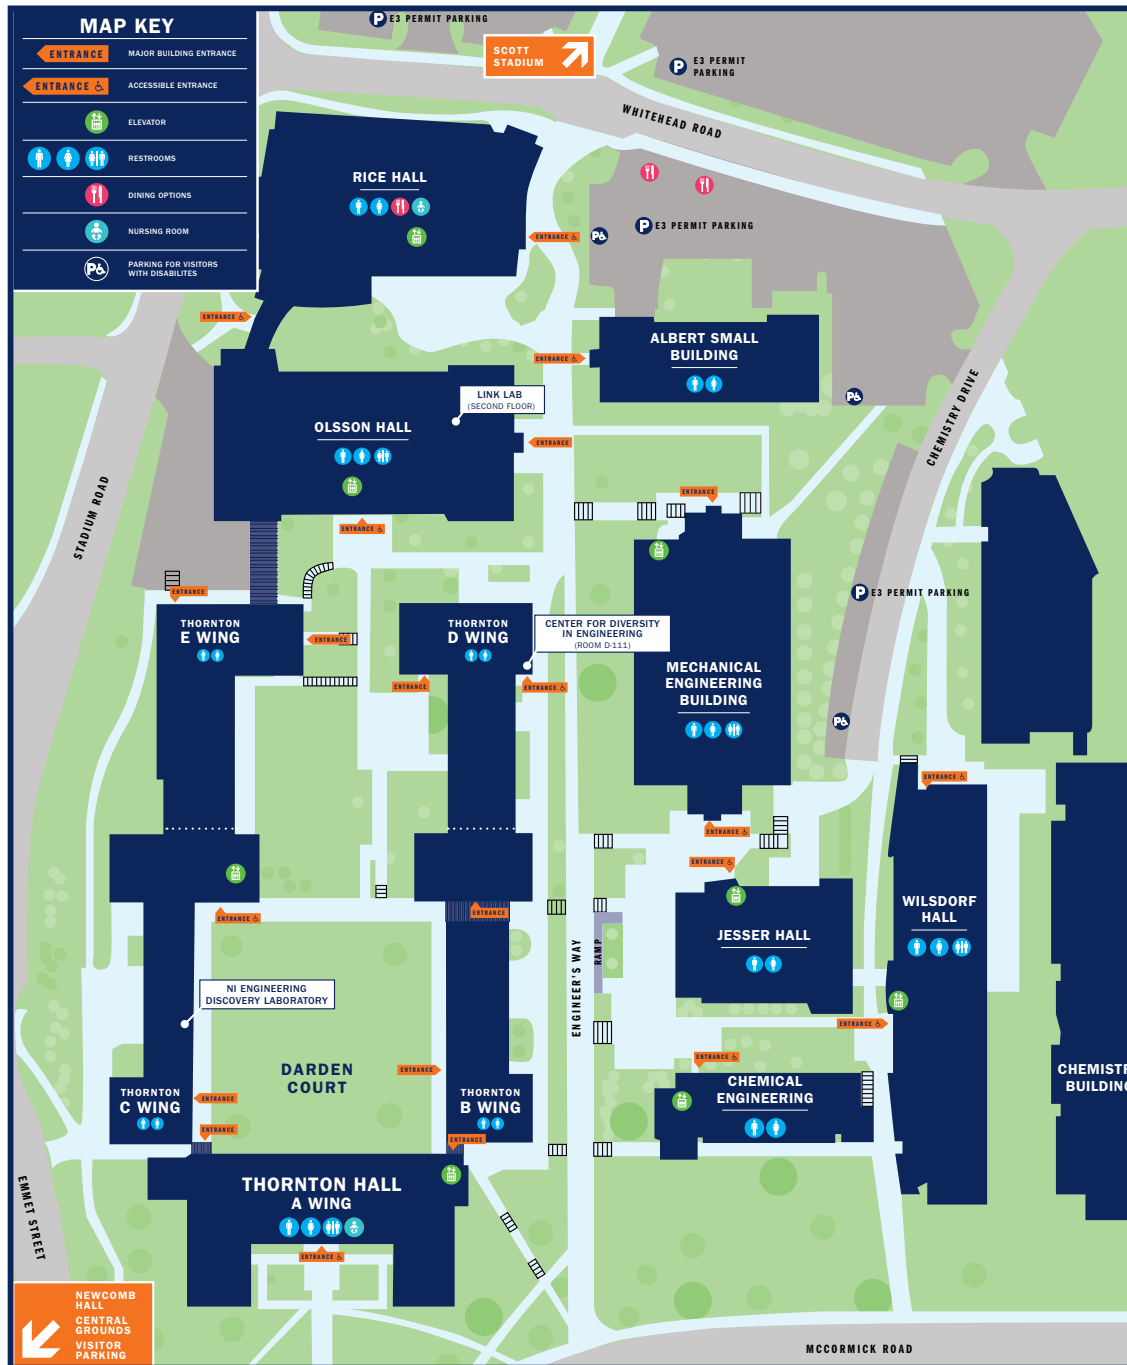 MAP KEY
ENTRANCE
MAJOR BUILDING ENTRANCE
ENTRANCE
ACCESSIBLE ENTRANCE
ELEVATOR
RESTROOMS
DINING OPTIONS
NURSING ROOM
P
PARKING FOR VISITORS
WITH DISABILITES
P E3 PERMIT PARKING
SCOTT
STADIUM
P E3 PERMIT
PARKING
WHITEHEAD ROAD
RICE HALL
P E3 PERMIT PARKING
ENTRANCE
P
ENTRANCE
ALBERT SMALL
BUILDING
ENTRANCE
LINK LAB
(SECOND FLOOR)
P
CHEMISTRY DRIVE
OLSSON HALL
ENTRANCE
STADIUM ROAD
ENTRANCE
ENTRANCE
ENTRANCE
P E3 PERMIT PARKING
THORNTON
E WING
ENTRANCE
THORNTON
D WING
CENTER FOR DIVERSITY
IN ENGINEERING
(ROOM D-111)
ENTRANCE
ENTRANCE
MECHANICAL
ENGINEERING
BUILDING
P
ENTRANCE
ENTRANCE
ENTRANCE
WILSDORF
HALL
ENTRANCE
ENTRANCE
JESSER HALL
ENGINEER'S WAY
RAMP
NI ENGINEERING
DISCOVERY LABORATORY
ENTRANCE
ENTRANCE
DARDEN
COURT
ENTRANCE
CHEMICAL
ENGINEERING
CHEMISTR
BUILDING
THORNTON
C WING
ENTRANCE
THORNTON
B WING
ENTRANCE
ENTRANCE
THORNTON HALL
A WING
EMMET STREET
ENTRANCE
NEWCOMB
HALL
CENTRAL
GROUNDS
VISITOR
PARKING
MCCORMICK ROAD